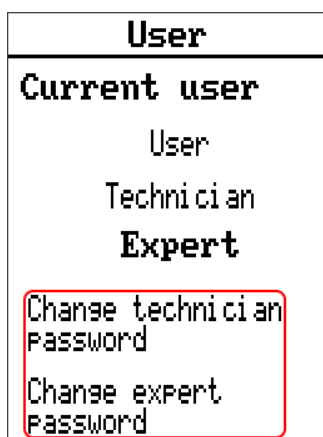 User
Current user
User
Technician
Expert
Change technician
password
Change expert
password